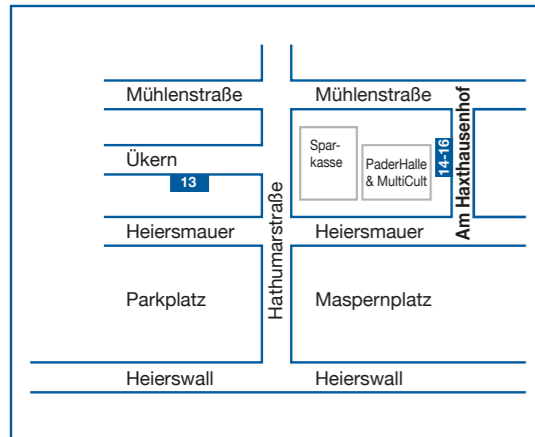 Mühlenstraße
Mühlenstraße
Spar-
kasse
PaderHalle
& MultiCult
14-16
Am Haxthausenhof
Ükern
13
Hathumarstraße
Heiersmauer
Heiersmauer
Parkplatz
Maspernplatz
Heierswall
Heierswall